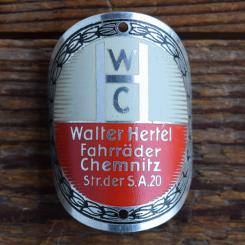 W
C
Walter Hertel
Fahrräder
Chemnitz
Str. der S.A. 20